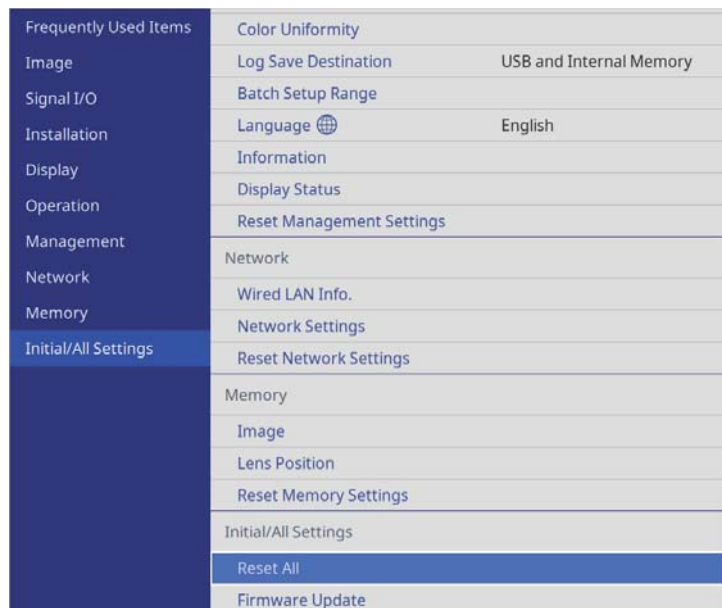 Frequently Used Items
Image
Signal I/O
Installation
Display
Operation
Management
Network
Memory
Initial/All Settings
Color Uniformity
Log Save Destination USB and Internal Memory
Batch Setup Range
Language English
Information
Display Status
Reset Management Settings
Network
Wired LAN Info.
Network Settings
Reset Network Settings
Memory
Image
Lens Position
Reset Memory Settings
Initial/All Settings
Reset All
Firmware Update